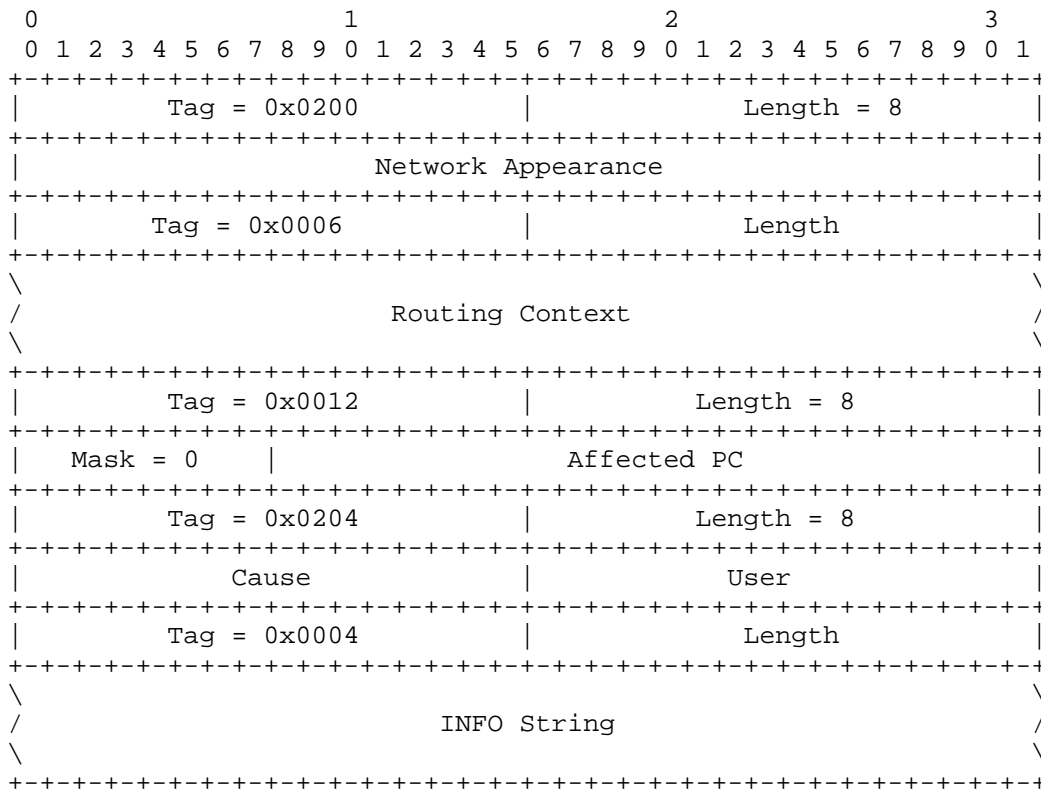 0                   1                   2                   3
 0 1 2 3 4 5 6 7 8 9 0 1 2 3 4 5 6 7 8 9 0 1 2 3 4 5 6 7 8 9 0 1
+-+-+-+-+-+-+-+-+-+-+-+-+-+-+-+-+-+-+-+-+-+-+-+-+-+-+-+-+-+-+-+-+
|         Tag = 0x0200          |             Length = 8        |
+-+-+-+-+-+-+-+-+-+-+-+-+-+-+-+-+-+-+-+-+-+-+-+-+-+-+-+-+-+-+-+-+
|                      Network Appearance                       |
+-+-+-+-+-+-+-+-+-+-+-+-+-+-+-+-+-+-+-+-+-+-+-+-+-+-+-+-+-+-+-+-+
|        Tag = 0x0006           |             Length            |
+-+-+-+-+-+-+-+-+-+-+-+-+-+-+-+-+-+-+-+-+-+-+-+-+-+-+-+-+-+-+-+-+
\                                                               \
/                       Routing Context                         /
\                                                               \
+-+-+-+-+-+-+-+-+-+-+-+-+-+-+-+-+-+-+-+-+-+-+-+-+-+-+-+-+-+-+-+-+
|         Tag = 0x0012          |          Length = 8           |
+-+-+-+-+-+-+-+-+-+-+-+-+-+-+-+-+-+-+-+-+-+-+-+-+-+-+-+-+-+-+-+-+
|   Mask = 0    |                  Affected PC                  |
+-+-+-+-+-+-+-+-+-+-+-+-+-+-+-+-+-+-+-+-+-+-+-+-+-+-+-+-+-+-+-+-+
|         Tag = 0x0204          |          Length = 8           |
+-+-+-+-+-+-+-+-+-+-+-+-+-+-+-+-+-+-+-+-+-+-+-+-+-+-+-+-+-+-+-+-+
|             Cause             |            User               |
+-+-+-+-+-+-+-+-+-+-+-+-+-+-+-+-+-+-+-+-+-+-+-+-+-+-+-+-+-+-+-+-+
|         Tag = 0x0004          |             Length            |
+-+-+-+-+-+-+-+-+-+-+-+-+-+-+-+-+-+-+-+-+-+-+-+-+-+-+-+-+-+-+-+-+
\                                                               \
/                          INFO String                          /
\                                                               \
+-+-+-+-+-+-+-+-+-+-+-+-+-+-+-+-+-+-+-+-+-+-+-+-+-+-+-+-+-+-+-+-+